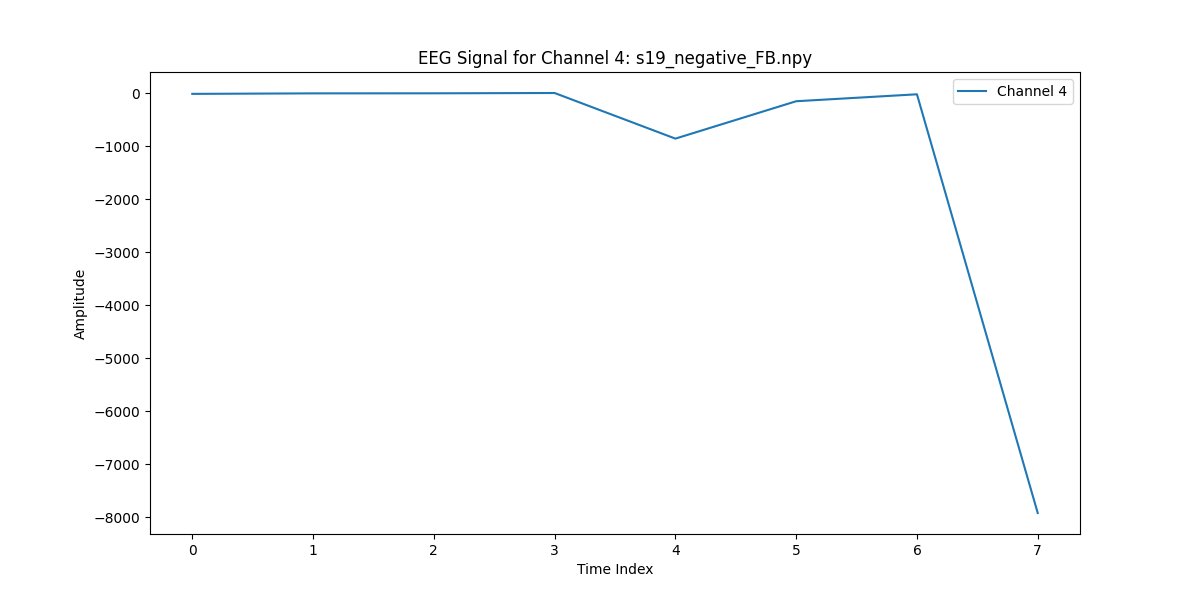 EEG Signal for Channel 4: s19_negative_FB.npy
Channel 4
0
−1000
−2000
−3000
−4000
−5000
−6000
−7000
−8000
Amplitude
0 1 2 3 4 5 6 7
Time Index